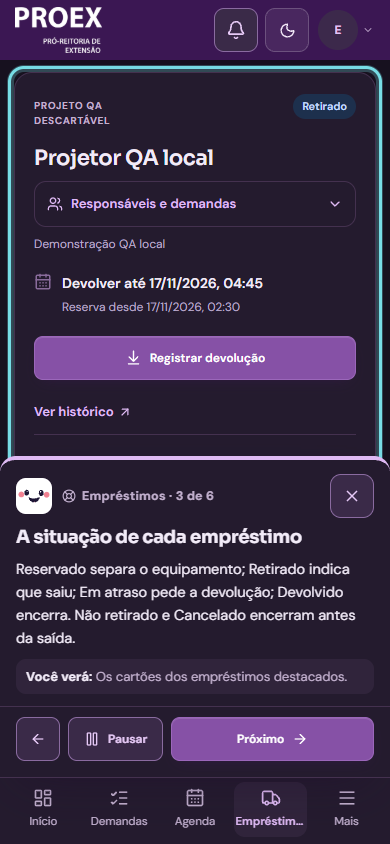 PROEX
PRÓ-REITORIA DE
EXTENSÃO
E
PROJETO QA
DESCARTÁVEL
Retirado
Projetor QA local
Responsáveis e demandas
Demonstração QA local
Devolver até 17/11/2026, 04:45
Reserva desde 17/11/2026, 02:30
Registrar devolução
Ver histórico
Empréstimos · 3 de 6
A situação de cada empréstimo
Reservado separa o equipamento; Retirado indica
que saiu; Em atraso pede a devolução; Devolvido
encerra. Não retirado e Cancelado encerram antes
da saída.
Você verá: Os cartões dos empréstimos destacados.
Pausar
Próximo
Início
Demandas
Agenda
Empréstim...
Mais